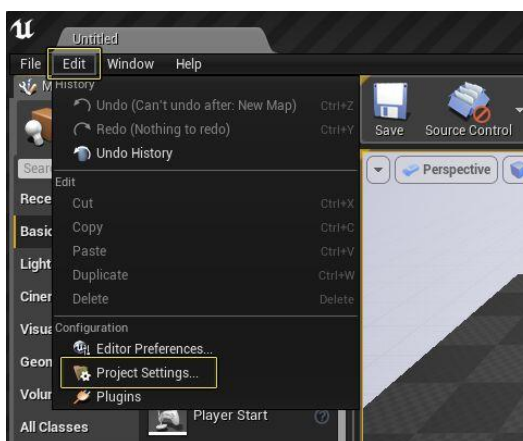 Untitled
File Edit Window Help
History
Undo (Can't undo after: New Map) Ctrl+Z
Redo (Nothing to redo) Ctrl+Y
Undo History
Edit
Cut Ctrl+X
Copy Ctrl+C
Paste Ctrl+V
Duplicate Ctrl+W
Delete Delete
Configuration
Editor Preferences...
Project Settings...
Plugins
Save Source Control
Perspective
Light
Player Start
All Classes